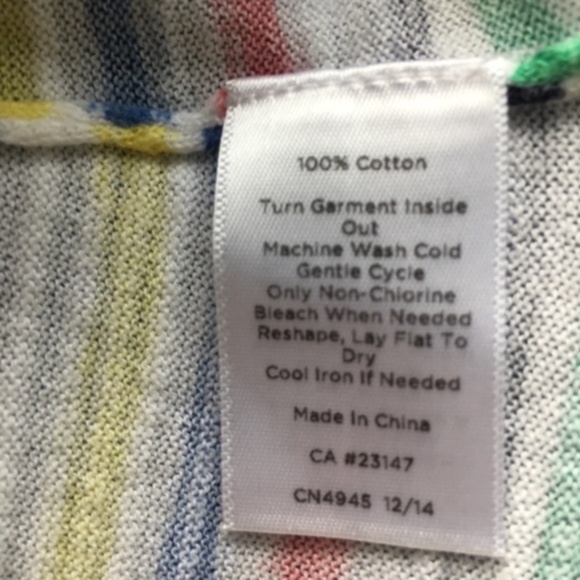 100% Cotton
Turn Garment Inside
Out
Machine Wash Cold
Gentle Cycle
Only Non-Chlorine
Bleach When Needed
Reshape, Lay Flat To
Dry
Cool Iron If Needed
Made In China
CA #23147
CN4945 12/14